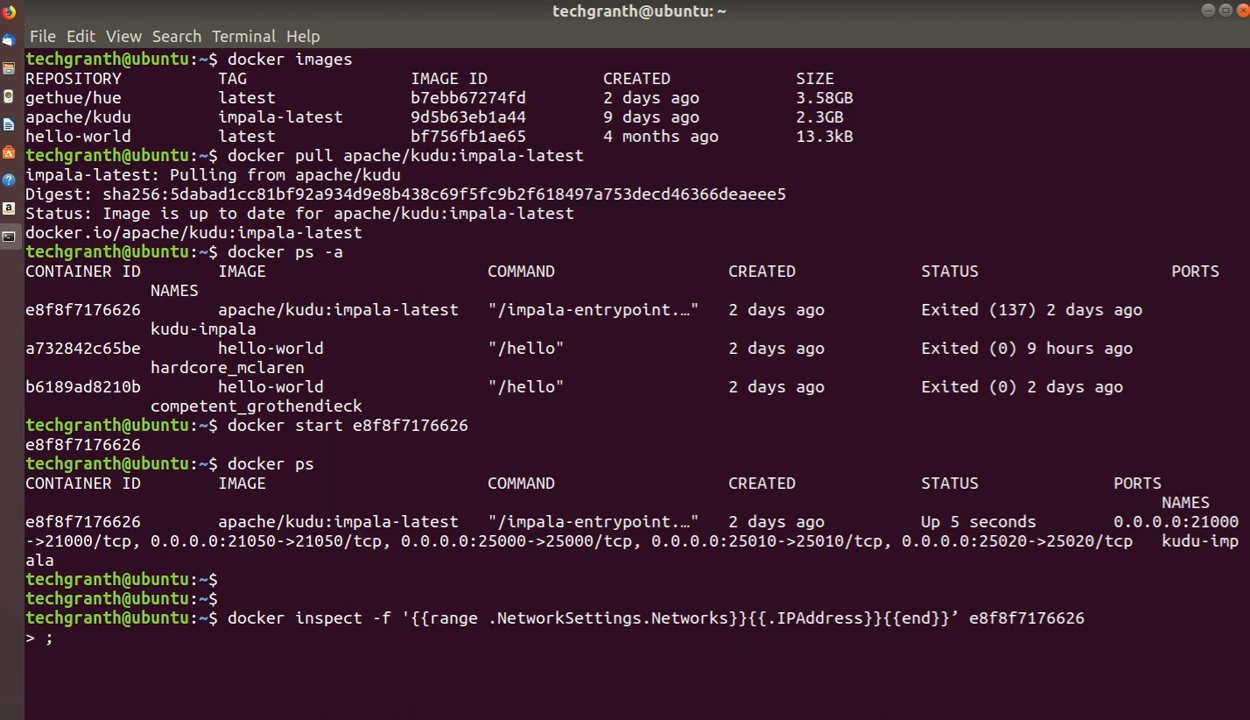 techgranth@ubuntu: ~
File Edit View Search Terminal Help
techgranth@ubuntu:~$ docker images
REPOSITORY TAG IMAGE ID CREATED SIZE
gethue/hue latest b7ebb67274fd 2 days ago 3.58GB
apache/kudu impala-latest 9d5b63eb1a44 9 days ago 2.3GB
hello-world latest bf756fb1ae65 4 months ago 13.3kB
techgranth@ubuntu:~$ docker pull apache/kudu:impala-latest
impala-latest: Pulling from apache/kudu
Digest: sha256:5dabad1cc81bf92a934d9e8b438c69f5fc9b2f618497a753decd46366deaeee5
Status: Image is up to date for apache/kudu:impala-latest
docker.io/apache/kudu:impala-latest
techgranth@ubuntu:~$ docker ps -a
CONTAINER ID IMAGE COMMAND CREATED STATUS PORTS
NAMES
e8f8f7176626 apache/kudu:impala-latest "/impala-entrypoint.…" 2 days ago Exited (137) 2 days ago
kudu-impala
a732842c65be hello-world "/hello" 2 days ago Exited (0) 9 hours ago
hardcore_mclaren
b6189ad8210b hello-world "/hello" 2 days ago Exited (0) 2 days ago
competent_grothendieck
techgranth@ubuntu:~$ docker start e8f8f7176626
e8f8f7176626
techgranth@ubuntu:~$ docker ps
CONTAINER ID IMAGE COMMAND CREATED STATUS PORTS
NAMES
e8f8f7176626 apache/kudu:impala-latest "/impala-entrypoint.…" 2 days ago Up 5 seconds 0.0.0.0:21000
->21000/tcp, 0.0.0.0:21050->21050/tcp, 0.0.0.0:25000->25000/tcp, 0.0.0.0:25010->25010/tcp, 0.0.0.0:25020->25020/tcp kudu-imp
ala
techgranth@ubuntu:~$
techgranth@ubuntu:~$
techgranth@ubuntu:~$ docker inspect -f '{{range .NetworkSettings.Networks}}{{.IPAddress}}{{end}}’ e8f8f7176626
> ;